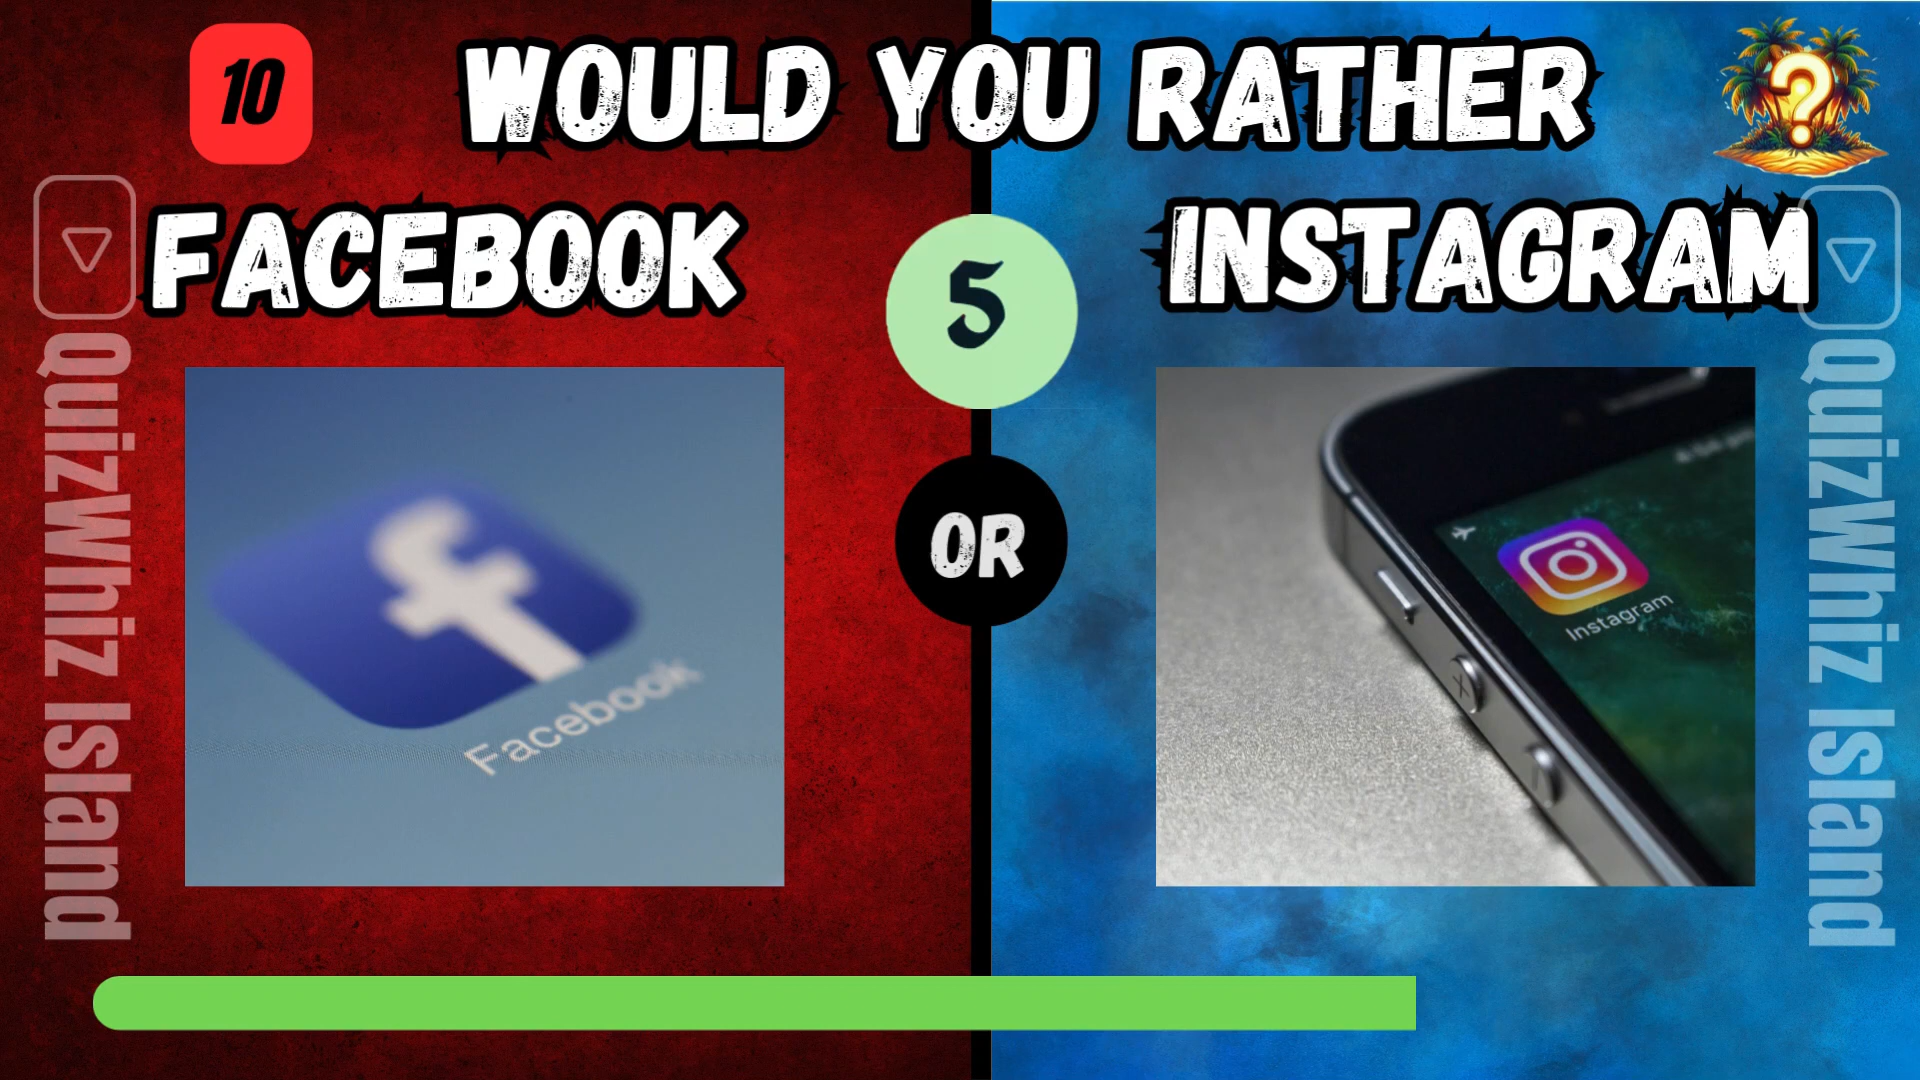 10
WOULD YOU RATHER
FACEBOOK
5
INSTAGRAM
OR
f
Facebook
Instagram
+
QuizWhiz Island
QuizWhiz Island
?